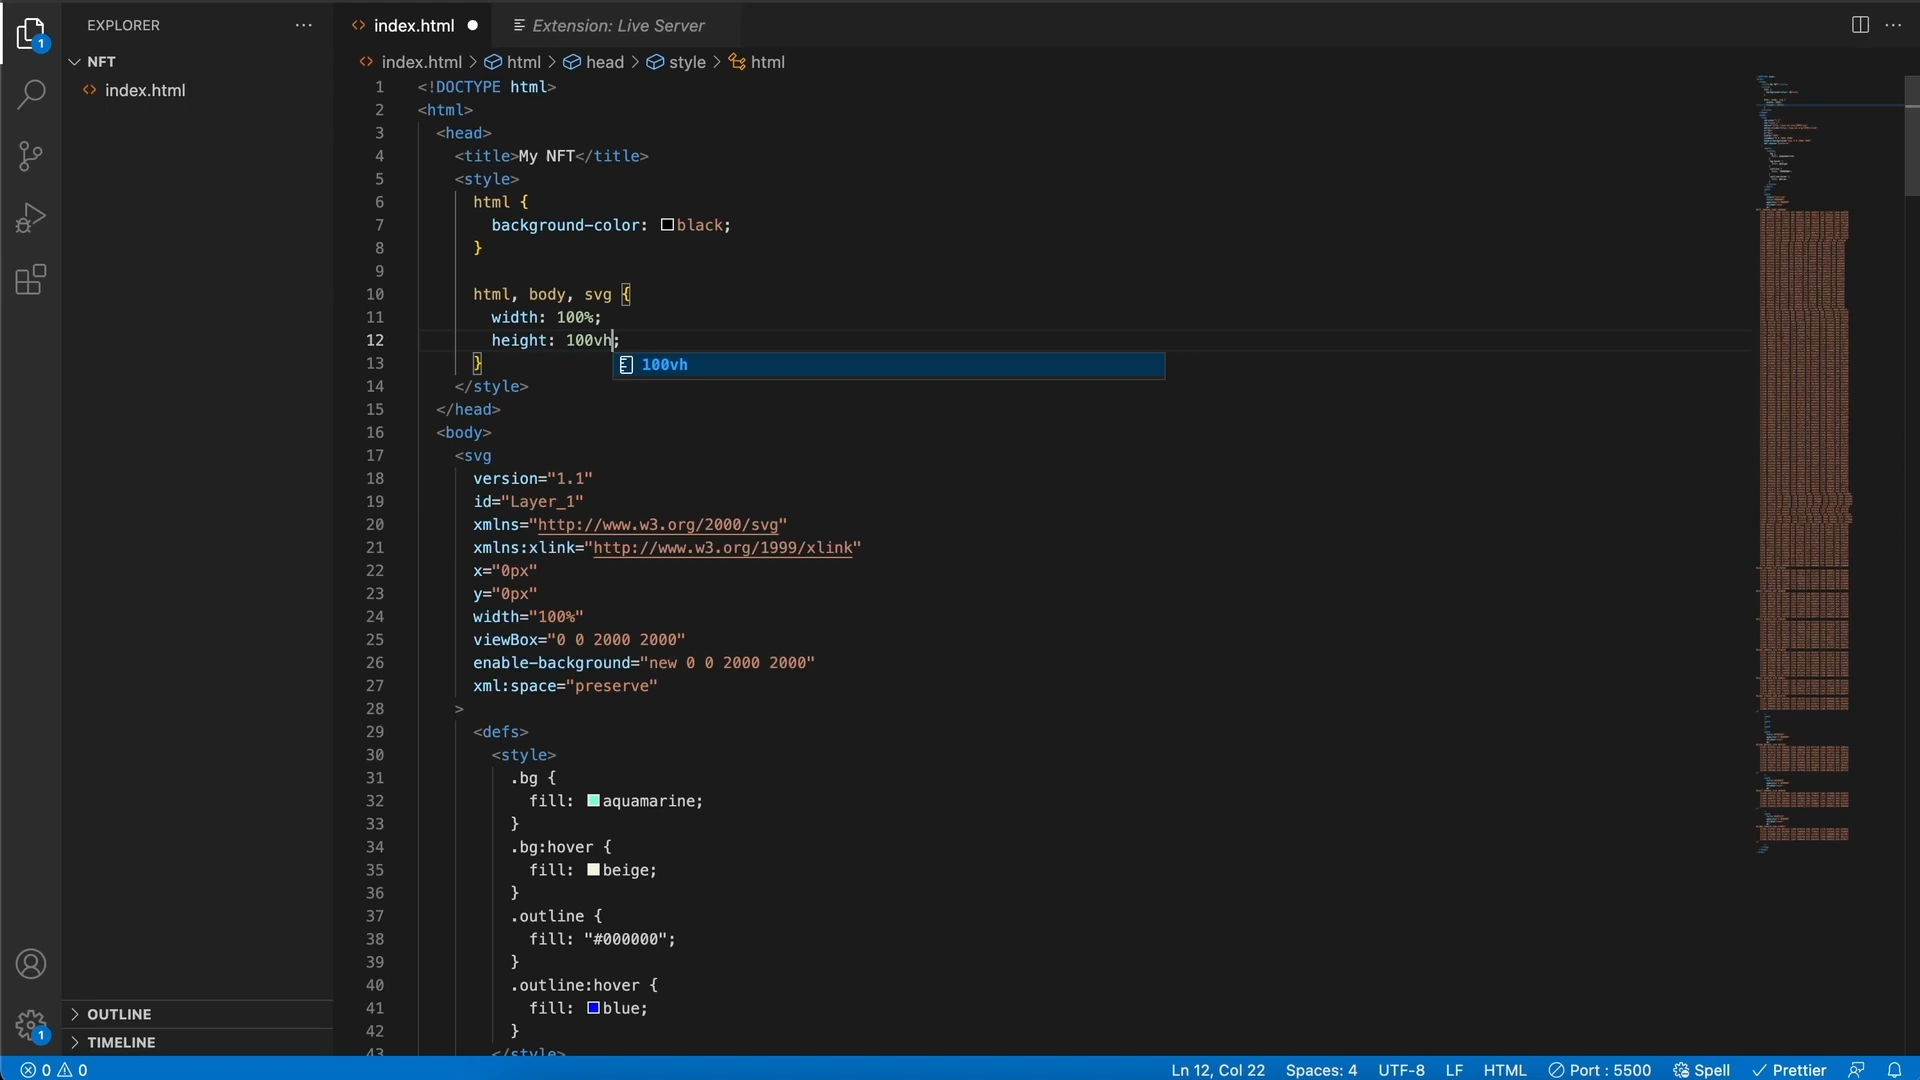 EXPLORER
NFT
index.html
OUTLINE
TIMELINE
index.html
Extension: Live Server
index.html > html > head > style > html
1 <!DOCTYPE html>
2 <html>
3 <head>
4 <title>My NFT</title>
5 <style>
6 html {
7 background-color: black;
8 }
9
10 html, body, svg {
11 width: 100%;
12 height: 100vh;
13 }
100vh
14 </style>
15 </head>
16 <body>
17 <svg
18 version="1.1"
19 id="Layer_1"
20 xmlns="http://www.w3.org/2000/svg"
21 xmlns:xlink="http://www.w3.org/1999/xlink"
22 x="0px"
23 y="0px"
24 width="100%"
25 viewBox="0 0 2000 2000"
26 enable-background="new 0 0 2000 2000"
27 xml:space="preserve"
28 >
29 <defs>
30 <style>
31 .bg {
32 fill: aquamarine;
33 }
34 .bg:hover {
35 fill: beige;
36 }
37 .outline {
38 fill: "#000000";
39 }
40 .outline:hover {
41 fill: blue;
42 }
43 </style>
1
1
0 0
Ln 12, Col 22 Spaces: 4 UTF-8 LF HTML Port : 5500 Spell Prettier